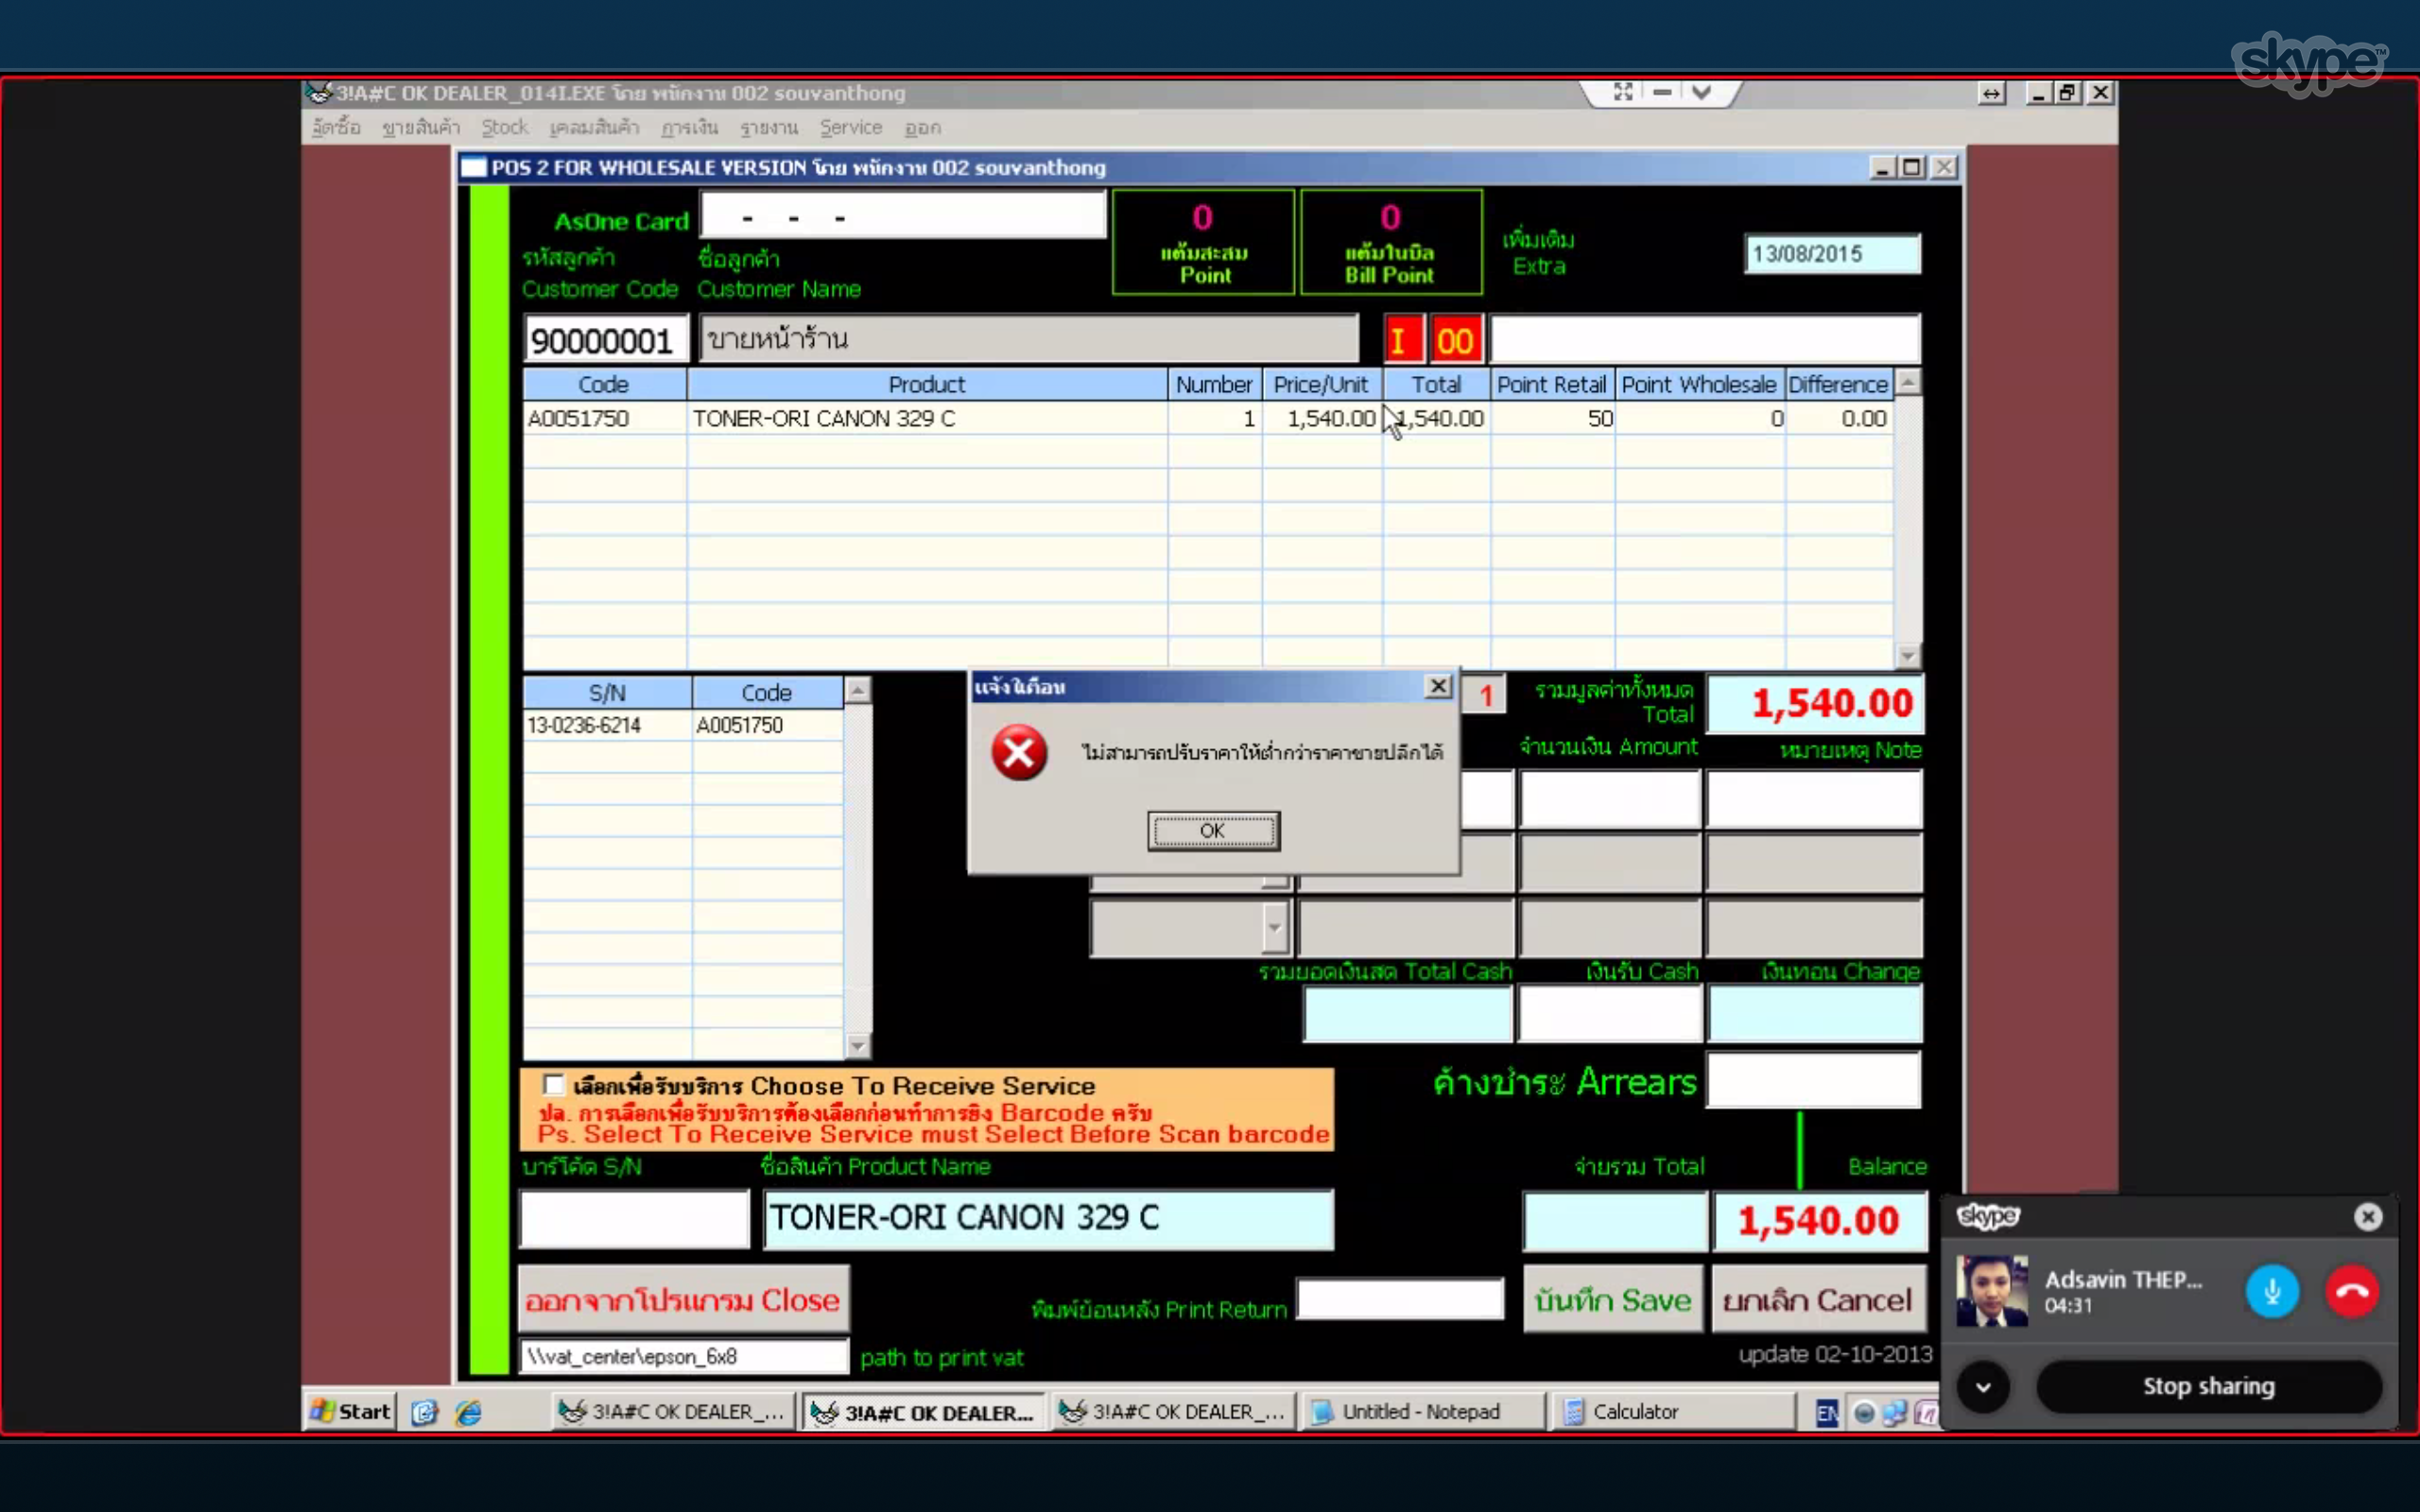 skype™
3!A#C OK DEALER_014I.EXE โดย พนักงาน 002 souvanthong
จัดซื้อ ขายสินค้า Stock เคลมสินค้า การเงิน รายงาน Service ออก
POS 2 FOR WHOLESALE VERSION โดย พนักงาน 002 souvanthong
AsOne Card - - -
0
แต้มสะสม
Point
0
แต้มในบิล
Bill Point
เพิ่มเติม
Extra
13/08/2015
รหัสลูกค้า ชื่อลูกค้า
Customer Code Customer Name
90000001 ขายหน้าร้าน I 00
Code Product Number Price/Unit Total Point Retail Point Wholesale Difference
A0051750 TONER-ORI CANON 329 C 1 1,540.00 1,540.00 50 0 0.00
S/N Code
13-0236-6214 A0051750
แจ้งเตือน
ไม่สามารถปรับราคาให้ต่ำกว่าราคาขายปลีกได้
OK
1 รวมมูลค่าทั้งหมด
Total 1,540.00
จำนวนเงิน Amount หมายเหตุ Note
รวมยอดเงินสด Total Cash เงินรับ Cash เงินทอน Change
ค้างชำระ Arrears
เลือกเพื่อรับบริการ Choose To Receive Service
ปล. การเลือกเพื่อรับบริการต้องเลือกก่อนทำการยิง Barcode ครับ
Ps. Select To Receive Service must Select Before Scan barcode
บาร์โค้ด S/N ชื่อสินค้า Product Name จ่ายรวม Total Balance
TONER-ORI CANON 329 C 1,540.00
ออกจากโปรแกรม Close พิมพ์ย้อนหลัง Print Return บันทึก Save ยกเลิก Cancel
\\vat_center\epson_6x8 path to print vat update 02-10-2013
skype
Adsavin THEP...
04:31
Stop sharing
Start 3!A#C OK DEALER_... 3!A#C OK DEALER... 3!A#C OK DEALER_... Untitled - Notepad Calculator EN